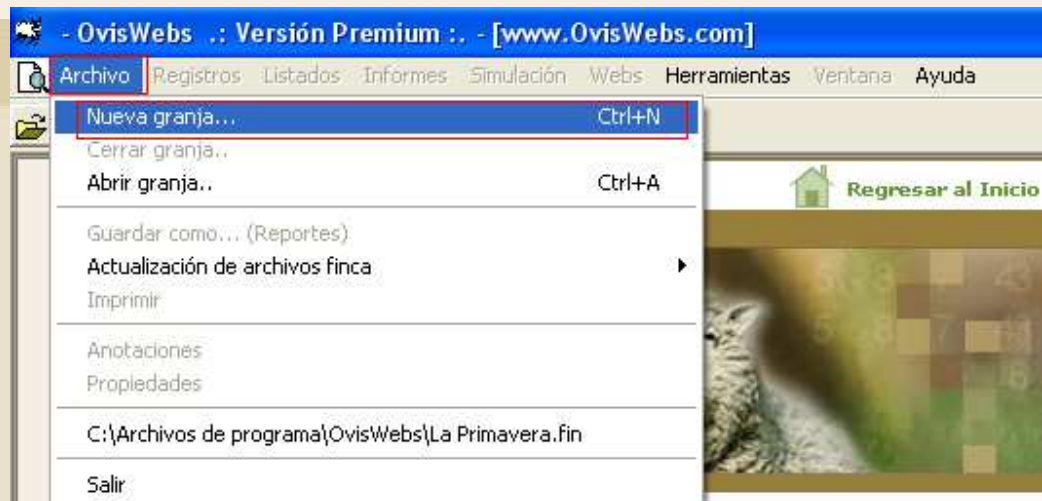 - OvisWebs .: Versión Premium :. - [www.OvisWebs.com]
Archivo Registros Listados Informes Simulación Webs Herramientas Ventana Ayuda
Nueva granja... Ctrl+N
Cerrar granja..
Abrir granja.. Ctrl+A
Regresar al Inicio
Guardar como... (Reportes)
Actualización de archivos finca
Imprimir
Anotaciones
Propiedades
C:\Archivos de programa\OvisWebs\La Primavera.fin
Salir